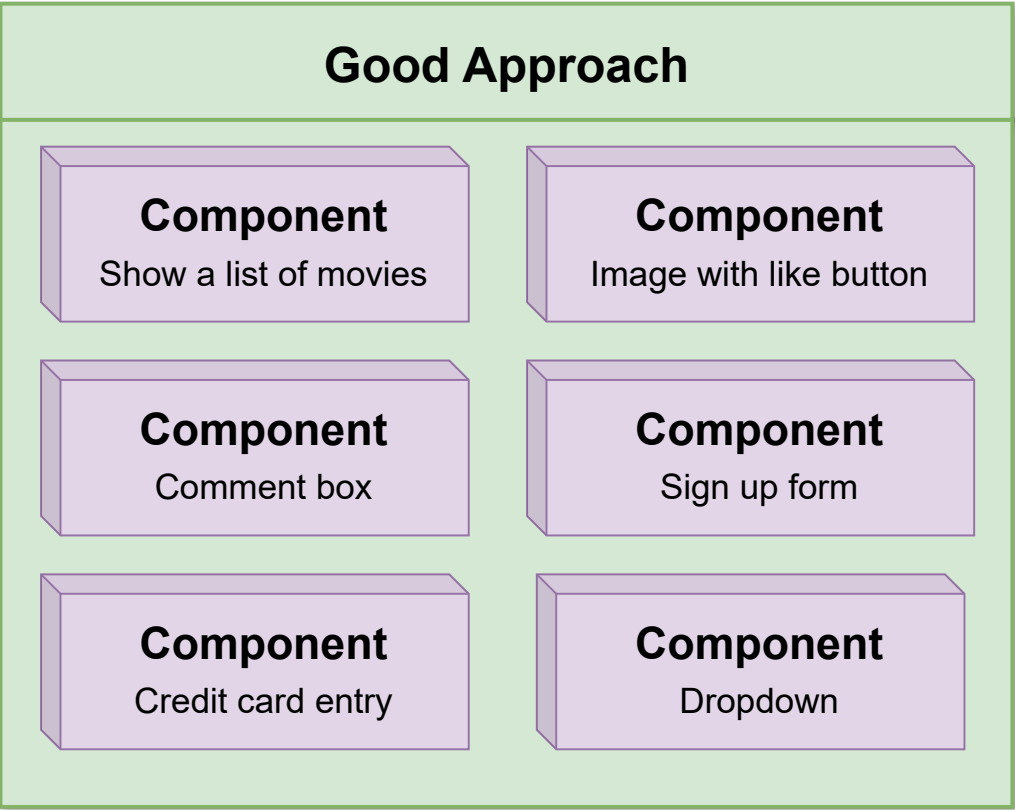 Good Approach
Component
Show a list of movies
Component
Image with like button
Component
Comment box
Component
Sign up form
Component
Credit card entry
Component
Dropdown